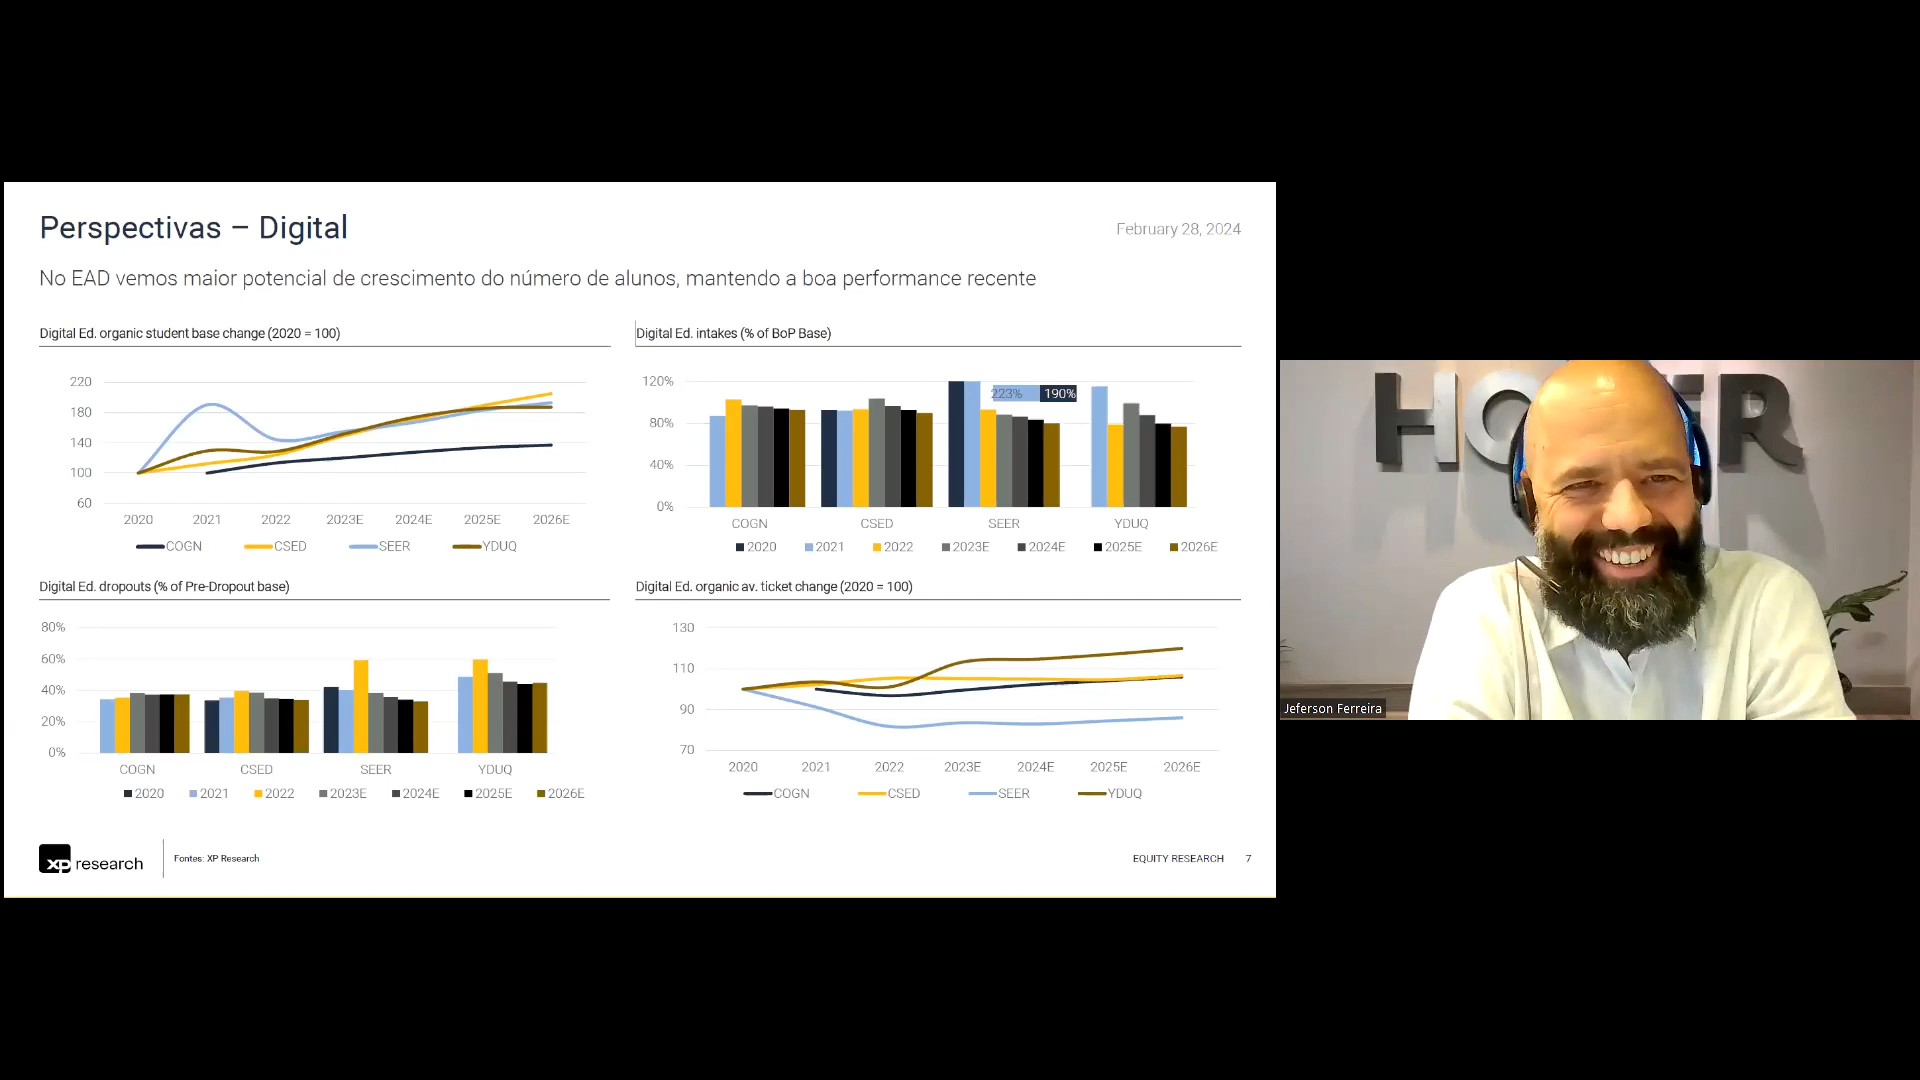 Perspectivas – Digital
February 28, 2024
No EAD vemos maior potencial de crescimento do número de alunos, mantendo a boa performance recente
Digital Ed. organic student base change (2020 = 100)
220
180
140
100
60
2020 2021 2022 2023E 2024E 2025E 2026E
COGN CSED SEER YDUQ
Digital Ed. intakes (% of BoP Base)
120%
80%
40%
0%
223% 190%
COGN CSED SEER YDUQ
2020 2021 2022 2023E 2024E 2025E 2026E
Digital Ed. dropouts (% of Pre-Dropout base)
80%
60%
40%
20%
0%
COGN CSED SEER YDUQ
2020 2021 2022 2023E 2024E 2025E 2026E
Digital Ed. organic av. ticket change (2020 = 100)
130
110
90
70
2020 2021 2022 2023E 2024E 2025E 2026E
COGN CSED SEER YDUQ
xp research
Fontes: XP Research
EQUITY RESEARCH 7
Jeferson Ferreira